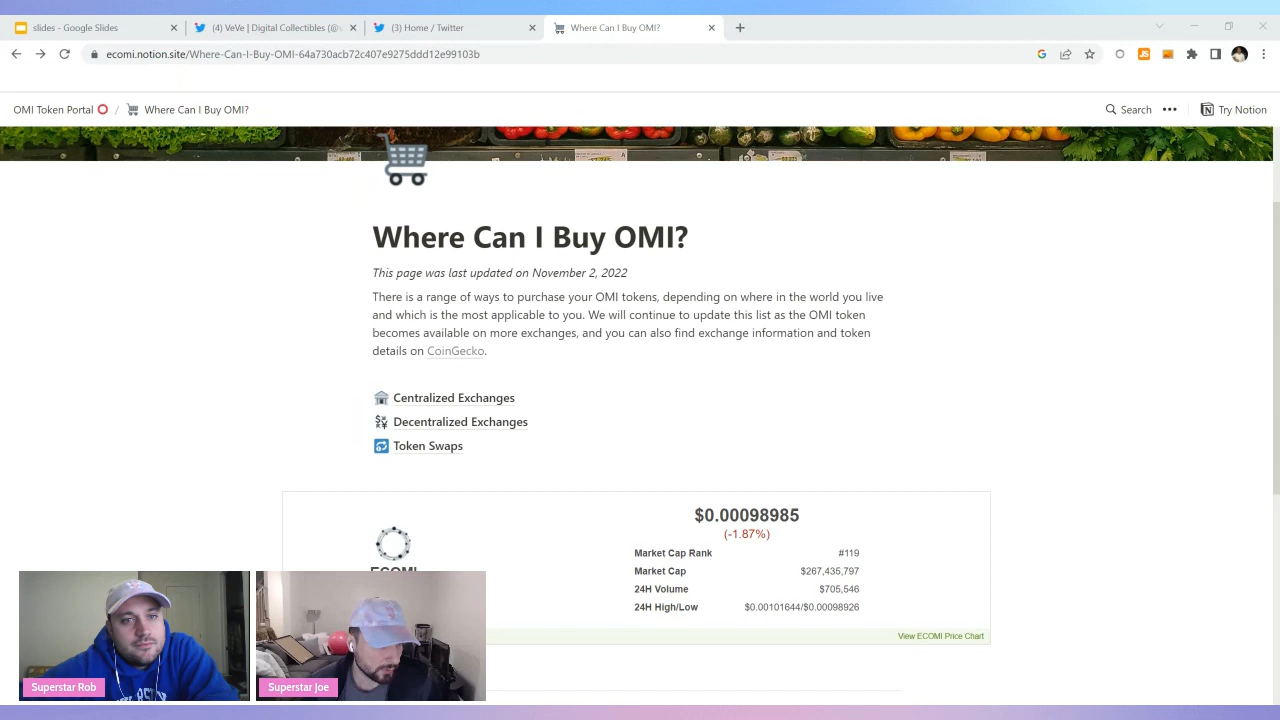 slides - Google Slides
(4) VeVe | Digital Collectibles (@v
(3) Home / Twitter
Where Can I Buy OMI?
ecomi.notion.site/Where-Can-I-Buy-OMI-64a730acb72c407e9275ddd12e99103b
OMI Token Portal / Where Can I Buy OMI?
Search
Try Notion
Where Can I Buy OMI?
This page was last updated on November 2, 2022
There is a range of ways to purchase your OMI tokens, depending on where in the world you live
and which is the most applicable to you. We will continue to update this list as the OMI token
becomes available on more exchanges, and you can also find exchange information and token
details on CoinGecko.
Centralized Exchanges
Decentralized Exchanges
Token Swaps
$0.00098985
(-1.87%)
ECOMI
Market Cap Rank #119
Market Cap $267,435,797
24H Volume $705,546
24H High/Low $0.00101644/$0.00098926
View ECOMI Price Chart
Superstar Rob
Superstar Joe